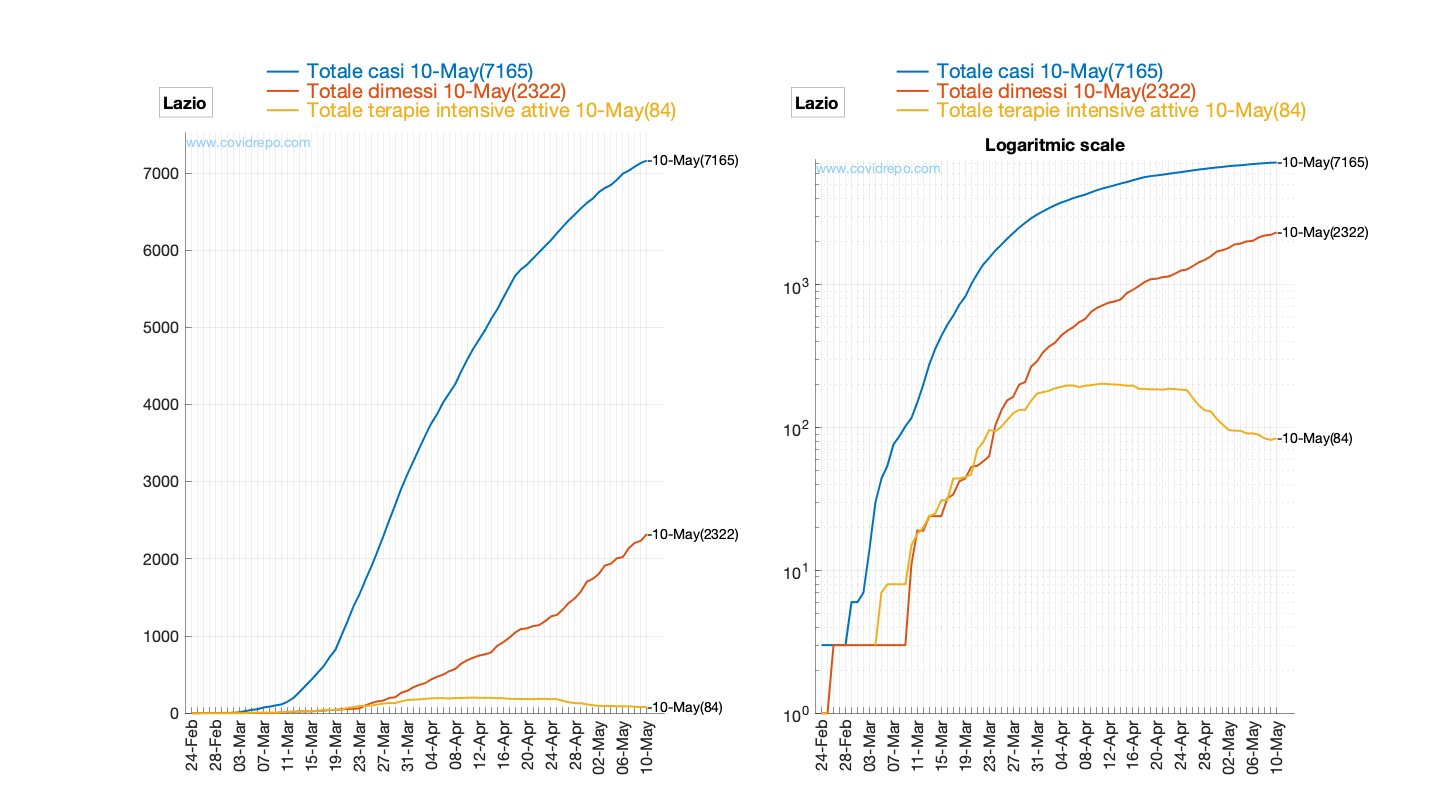 Lazio
Totale casi 10-May(7165)
Totale dimessi 10-May(2322)
Totale terapie intensive attive 10-May(84)
www.covidrepo.com
7000
6000
5000
4000
3000
2000
1000
0
-10-May(7165)
-10-May(2322)
-10-May(84)
24-Feb
28-Feb
03-Mar
07-Mar
11-Mar
15-Mar
19-Mar
23-Mar
27-Mar
31-Mar
04-Apr
08-Apr
12-Apr
16-Apr
20-Apr
24-Apr
28-Apr
02-May
06-May
10-May
Lazio
Totale casi 10-May(7165)
Totale dimessi 10-May(2322)
Totale terapie intensive attive 10-May(84)
Logaritmic scale
www.covidrepo.com
10³
10²
10¹
10⁰
-10-May(7165)
-10-May(2322)
-10-May(84)
24-Feb
28-Feb
03-Mar
07-Mar
11-Mar
15-Mar
19-Mar
23-Mar
27-Mar
31-Mar
04-Apr
08-Apr
12-Apr
16-Apr
20-Apr
24-Apr
28-Apr
02-May
06-May
10-May